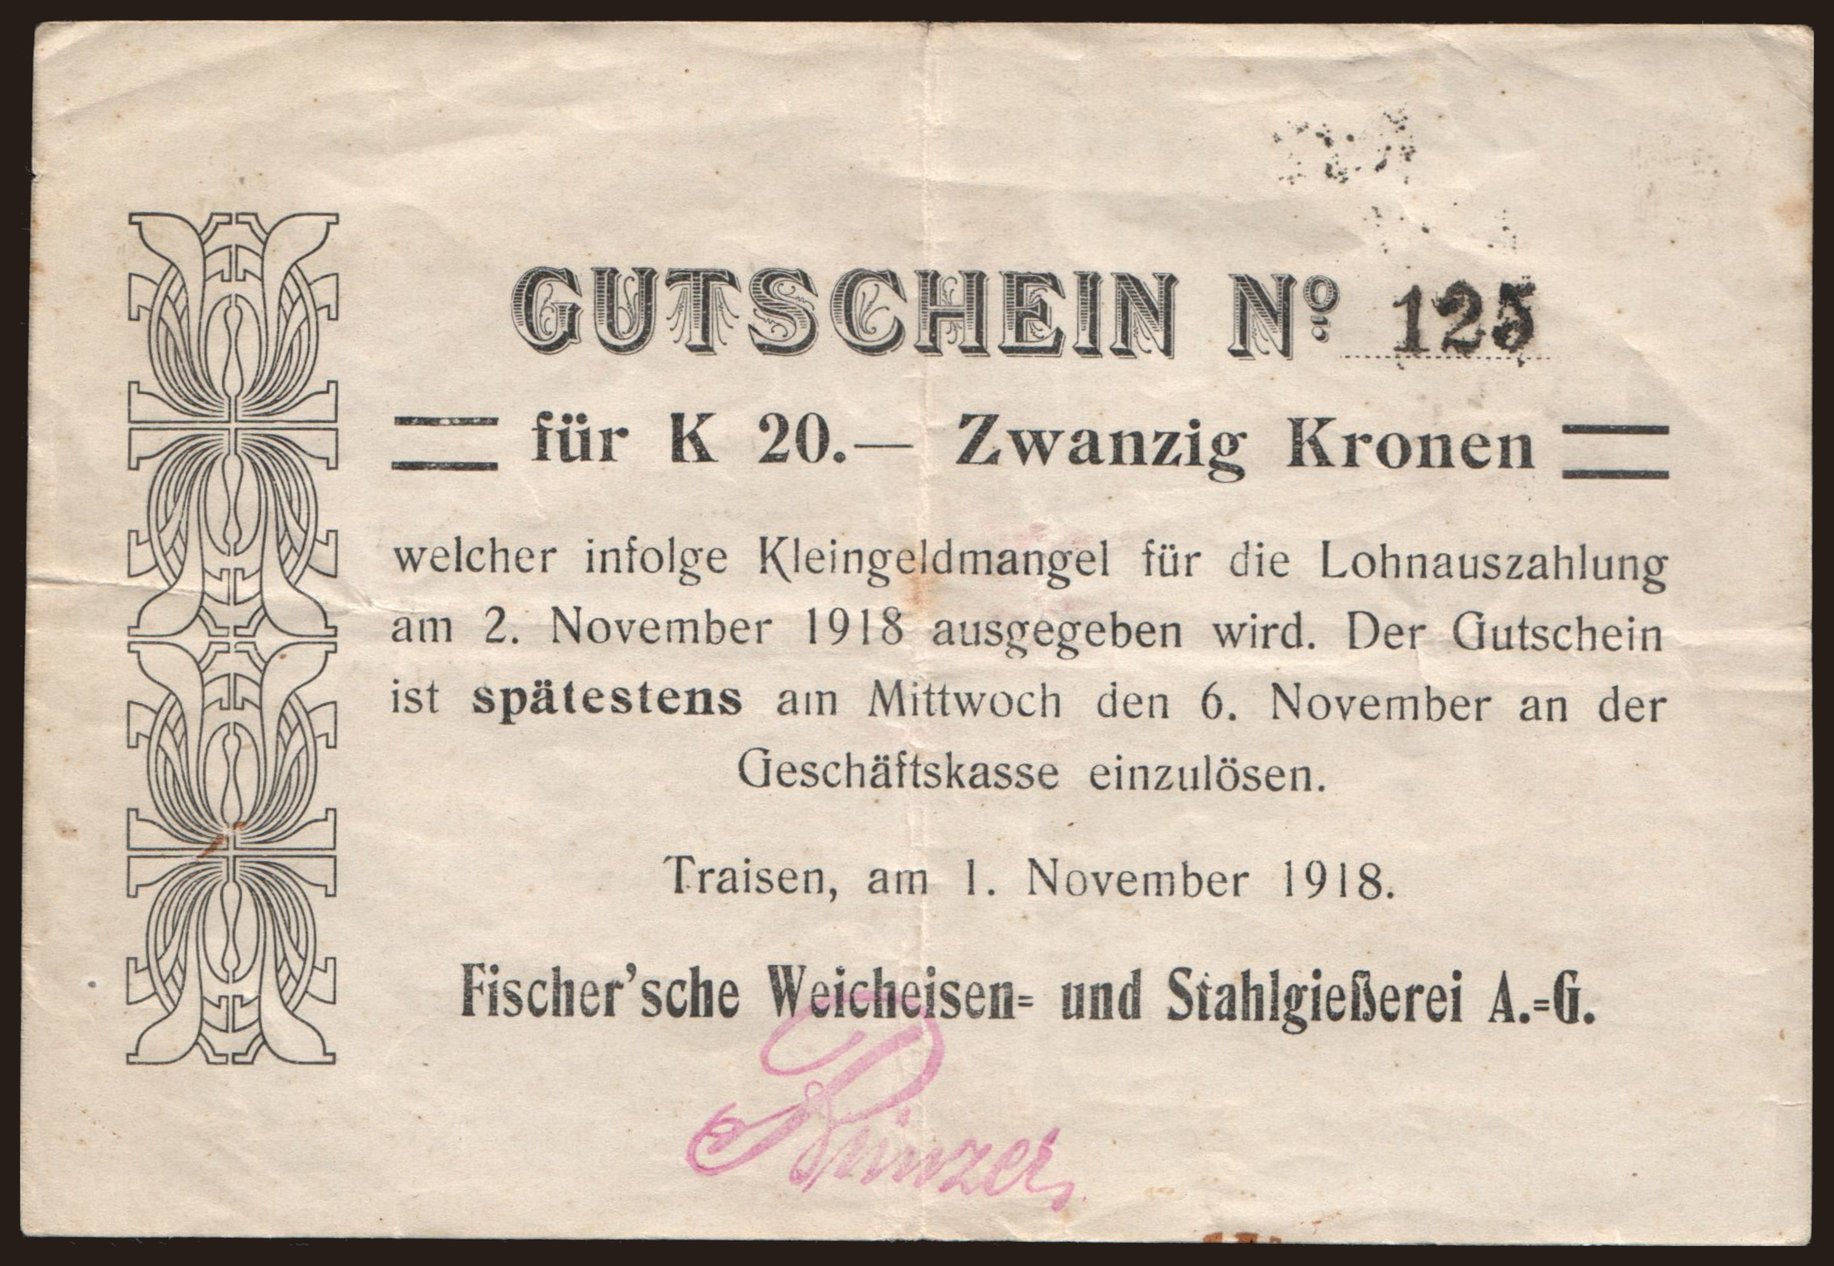 GUTSCHEIN No. 125
für K 20.— Zwanzig Kronen
welcher infolge Kleingeldmangel für die Lohnauszahlung
am 2. November 1918 ausgegeben wird. Der Gutschein
ist spätestens am Mittwoch den 6. November an der
Geschäftskasse einzulösen.
Traisen, am 1. November 1918.
Fischer'sche Weicheisen= und Stahlgießerei A.=G.